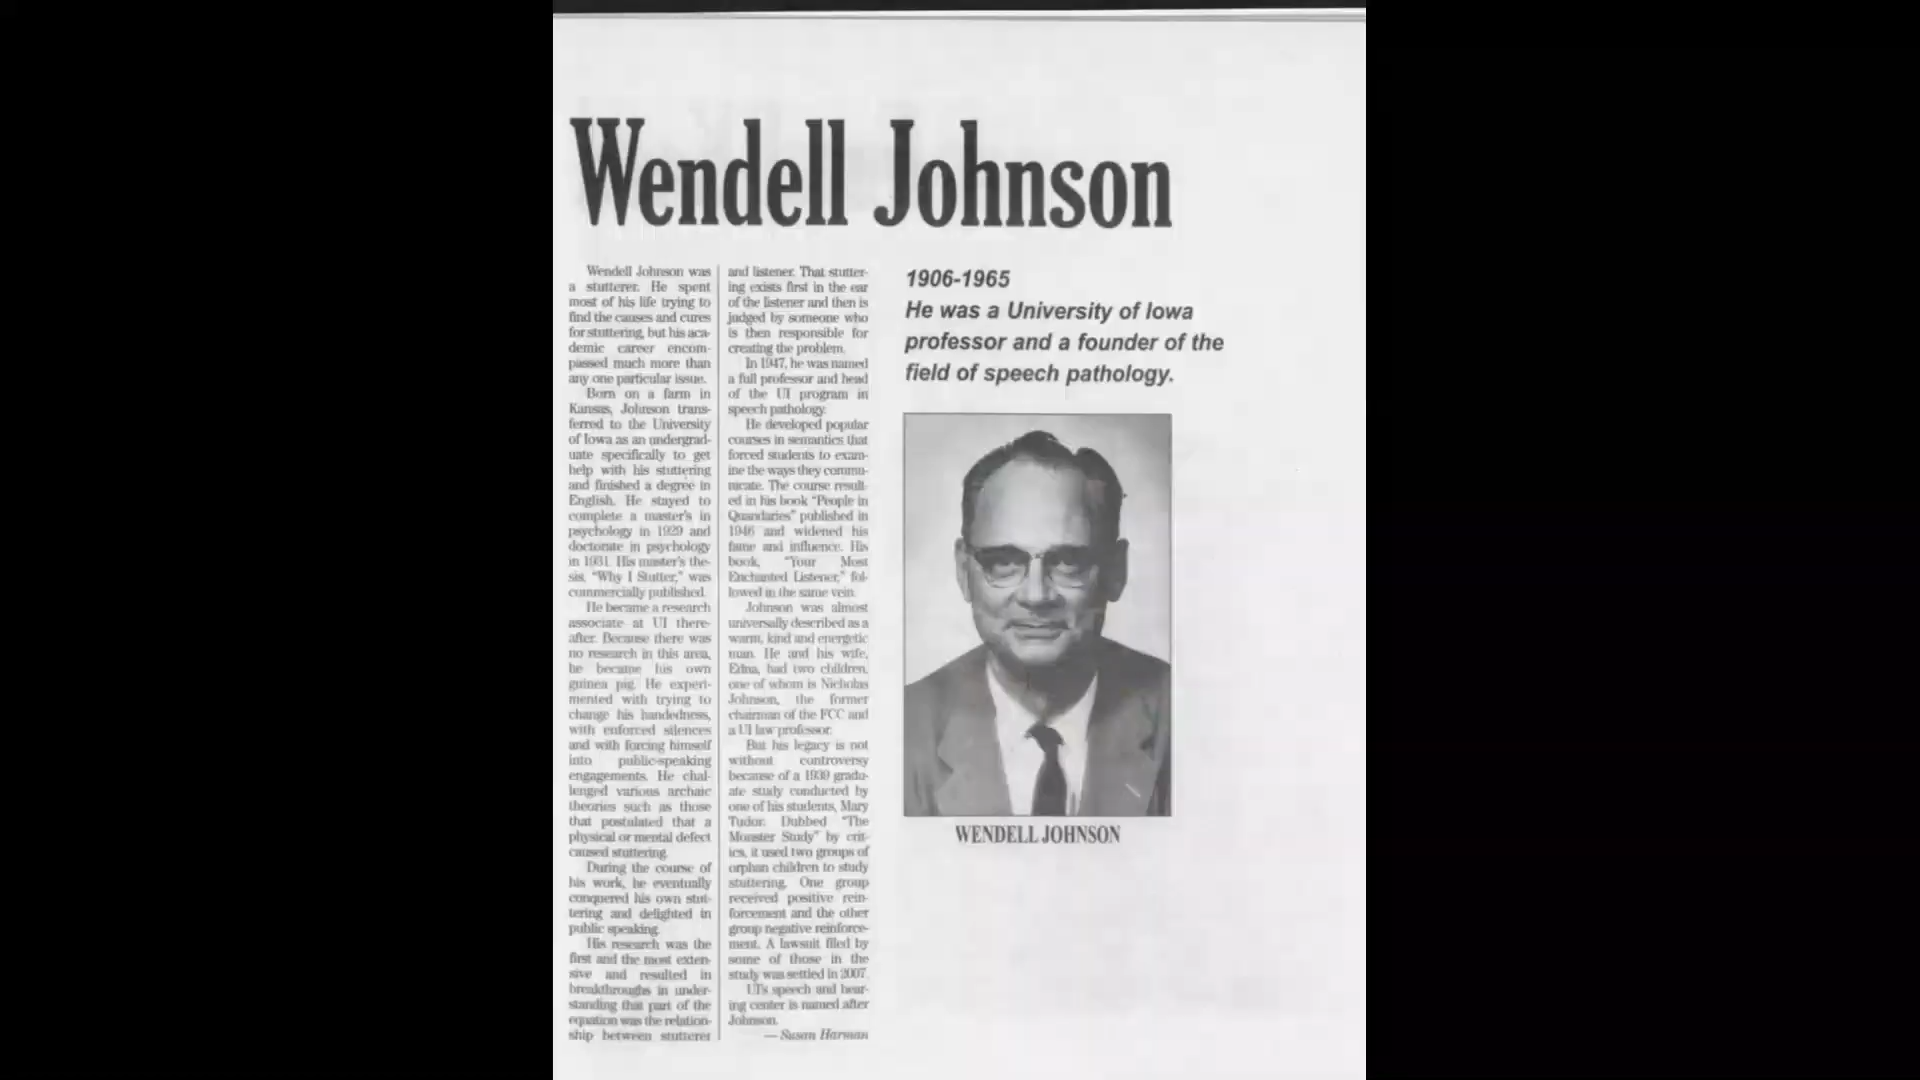 Wendell Johnson
Wendell Johnson was
a stutterer. He spent
most of his life trying to
find the causes and cures
for stuttering, but his aca-
demic career encom-
passed much more than
any one particular issue.
Born on a farm in
Kansas, Johnson trans-
ferred to the University
of Iowa as an undergrad-
uate specifically to get
help with his stuttering
and finished a degree in
English. He stayed to
complete a master's in
psychology in 1929 and
doctorate in psychology
in 1931. His master's the-
sis, "Why I Stutter," was
commercially published.
He became a research
associate at UI there-
after. Because there was
no research in this area,
he became his own
guinea pig. He experi-
mented with trying to
change his handedness,
with enforced silences
and with forcing himself
into public-speaking
engagements. He chal-
lenged various archaic
theories such as those
that postulated that a
physical or mental defect
caused stuttering.
During the course of
his work, he eventually
conquered his own stut-
tering and delighted in
public speaking.
His research was the
first and the most exten-
sive and resulted in
breakthroughs in under-
standing that part of the
equation was the relation-
ship between stutterer
and listener. That stutter-
ing exists first in the ear
of the listener and then is
judged by someone who
is then responsible for
creating the problem.
In 1947, he was named
a full professor and head
of the UI program in
speech pathology.
He developed popular
courses in semantics that
forced students to exam-
ine the ways they commu-
nicate. The course result-
ed in his book "People in
Quandaries" published in
1946 and widened his
fame and influence. His
book, "Your Most
Enchanted Listener," fol-
lowed in the same vein.
Johnson was almost
universally described as a
warm, kind and energetic
man. He and his wife,
Edna, had two children,
one of whom is Nicholas
Johnson, the former
chairman of the FCC and
a UI law professor.
But his legacy is not
without controversy
because of a 1939 gradu-
ate study conducted by
one of his students, Mary
Tudor. Dubbed "The
Monster Study" by crit-
ics, it used two groups of
orphan children to study
stuttering. One group
received positive rein-
forcement and the other
group negative reinforce-
ment. A lawsuit filed by
some of those in the
study was settled in 2007.
UI's speech and hear-
ing center is named after
Johnson.
— Susan Harman
1906-1965
He was a University of Iowa
professor and a founder of the
field of speech pathology.
WENDELL JOHNSON